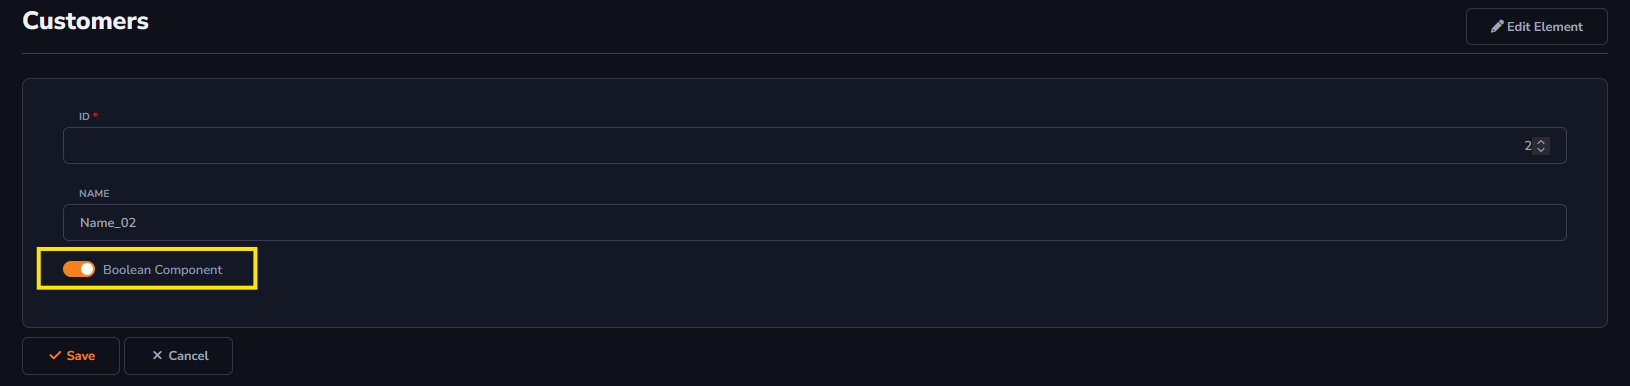 Customers
Edit Element
ID *
2
NAME
Name_02
Boolean Component
Save
Cancel